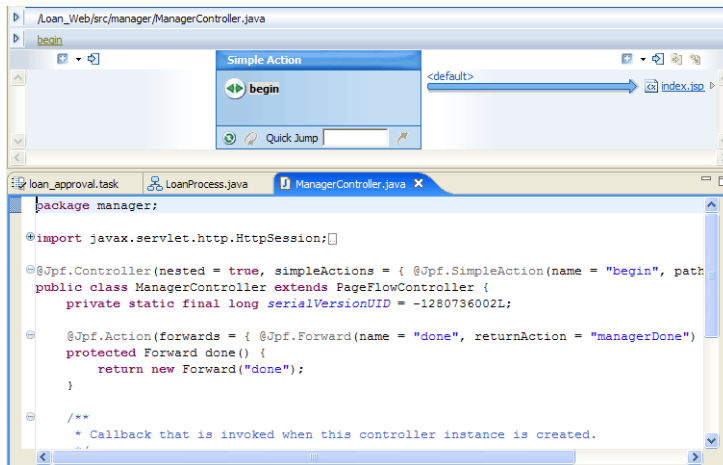 /Loan_Web/src/manager/ManagerController.java
begin
Simple Action
begin
<default>
index.jsp
Quick Jump
loan_approval.task
LoanProcess.java
ManagerController.java
package manager;
import javax.servlet.http.HttpSession;
@Jpf.Controller(nested = true, simpleActions = { @Jpf.SimpleAction(name = "begin", path
public class ManagerController extends PageFlowController {
private static final long serialVersionUID = -1280736002L;
@Jpf.Action(forwards = { @Jpf.Forward(name = "done", returnAction = "managerDone")
protected Forward done() {
return new Forward("done");
}
/**
* Callback that is invoked when this controller instance is created.